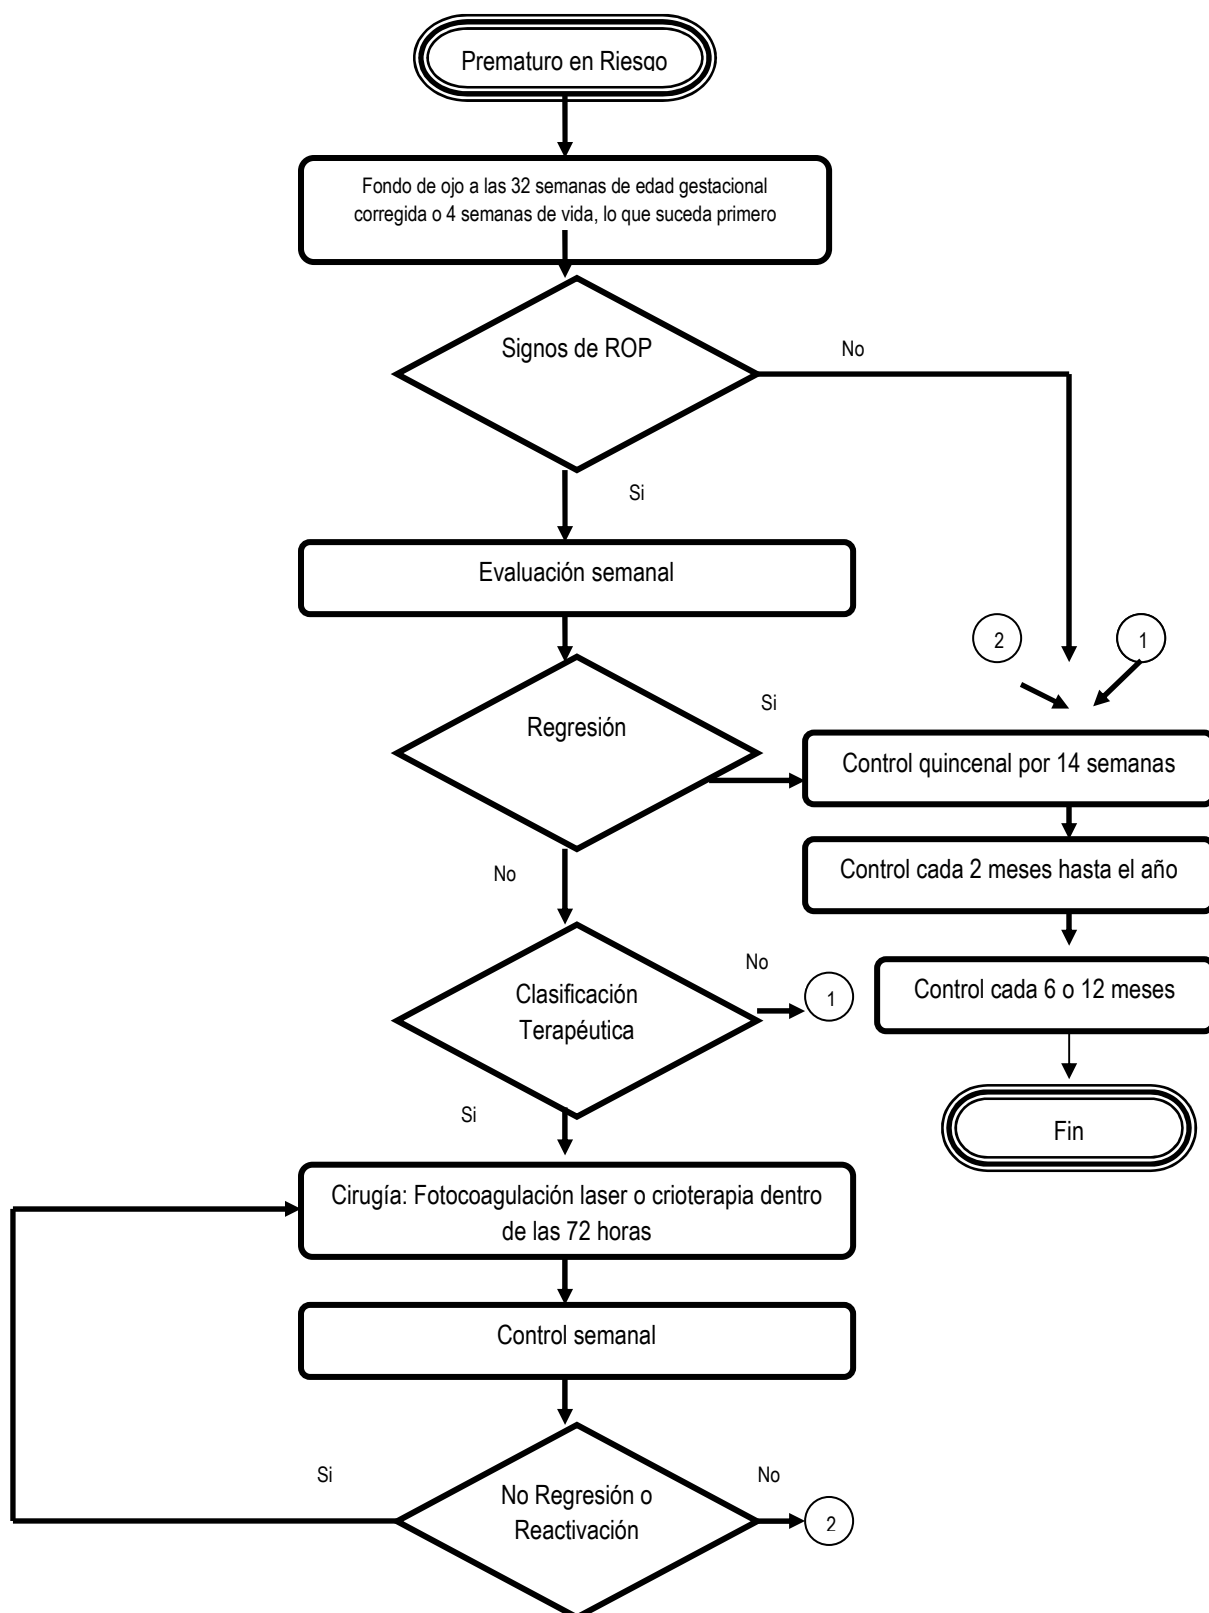 Prematuro en Riesgo
Fondo de ojo a las 32 semanas de edad gestacional
corregida o 4 semanas de vida, lo que suceda primero
Signos de ROP
No
Si
Evaluación semanal
2
1
Regresión
Si
Control quincenal por 14 semanas
No
Control cada 2 meses hasta el año
Clasificación
Terapéutica
No
1
Control cada 6 o 12 meses
Si
Fin
Cirugía: Fotocoagulación laser o crioterapia dentro
de las 72 horas
Control semanal
Si
No Regresión o
Reactivación
No
2